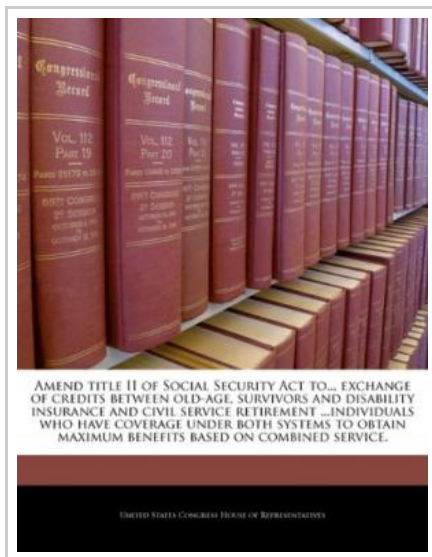 Congressional
Record
VOL. 112
PART 19
Congressional
Record
VOL. 112
PART 20
AMEND TITLE II OF SOCIAL SECURITY ACT TO... EXCHANGE
OF CREDITS BETWEEN OLD-AGE, SURVIVORS AND DISABILITY
INSURANCE AND CIVIL SERVICE RETIREMENT ...INDIVIDUALS
WHO HAVE COVERAGE UNDER BOTH SYSTEMS TO OBTAIN
MAXIMUM BENEFITS BASED ON COMBINED SERVICE.
UNITED STATES CONGRESS HOUSE OF REPRESENTATIVES